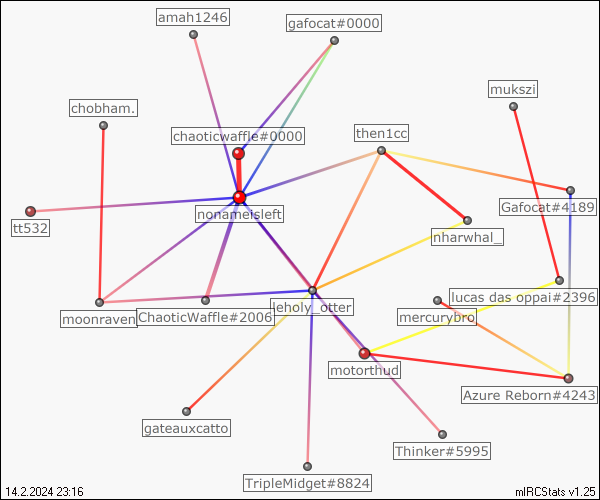 amah1246
gafocat#0000
mukszi
chobham.
chaoticwaffle#0000
then1cc
nonameisleft
Gafocat#4189
tt532
nharwhal_
lucas das oppai#2396
leholy_otter
moonraven
ChaoticWaffle#2006
mercurybro
motorthud
Azure Reborn#4243
gateauxcatto
Thinker#5995
TripleMidget#8824
14.2.2024 23:16
mIRCStats v1.25